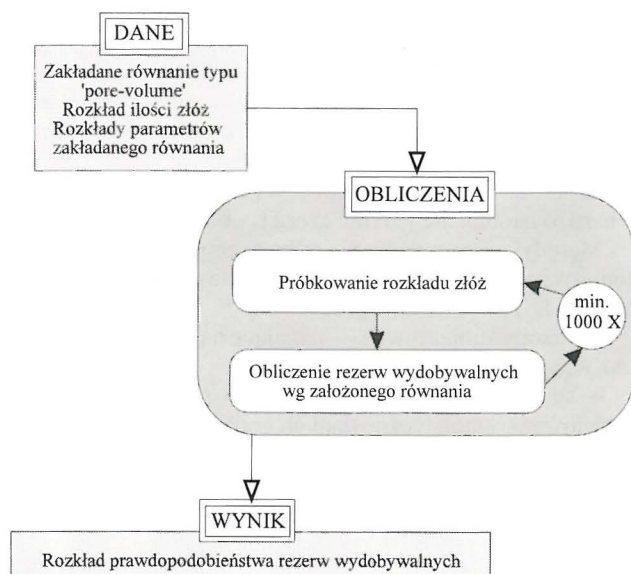 DANE
Zakładane równanie typu
'pore-volume'
Rozkład ilości złóż
Rozkłady parametrów
zakładanego równania
OBLICZENIA
Próbkowanie rozkładu złóż
min.
1000 X
Obliczenie rezerw wydobywalnych
wg założonego równania
WYNIK
Rozkład prawdopodobieństwa rezerw wydobywalnych